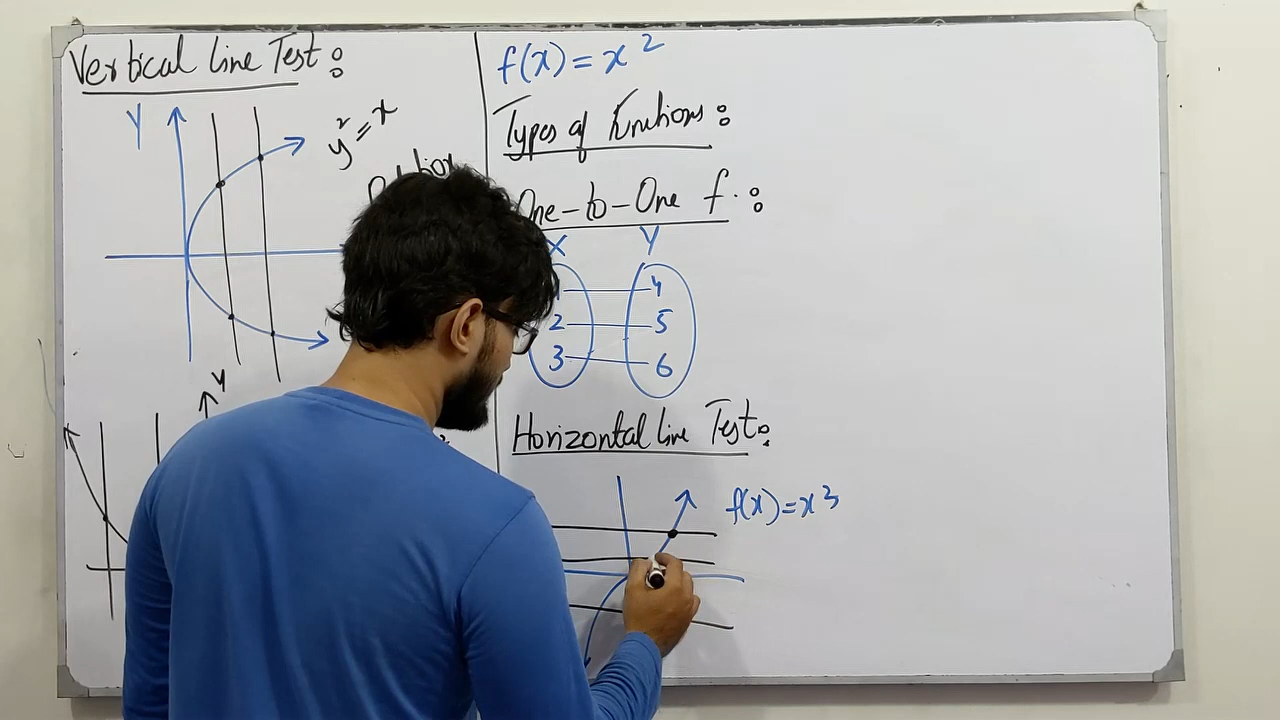 Vertical Line Test:
Y
y² = x
Y
f(x) = x²
Types of Functions:
One-to-One f.:
X Y
1 4
2 5
3 6
Horizontal Line Test:
f(x) = x³